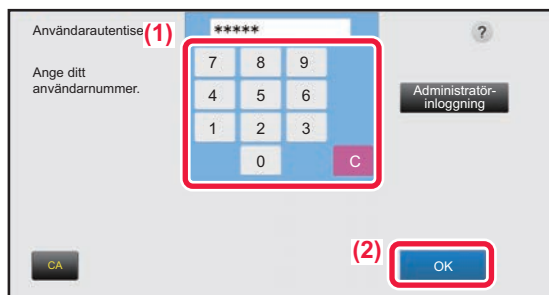 Användarautentise
(1)
*****
?
Ange ditt
användarnummer.
7 8 9
4 5 6
1 2 3
0 C
Administratör-
inloggning
(2)
CA
OK